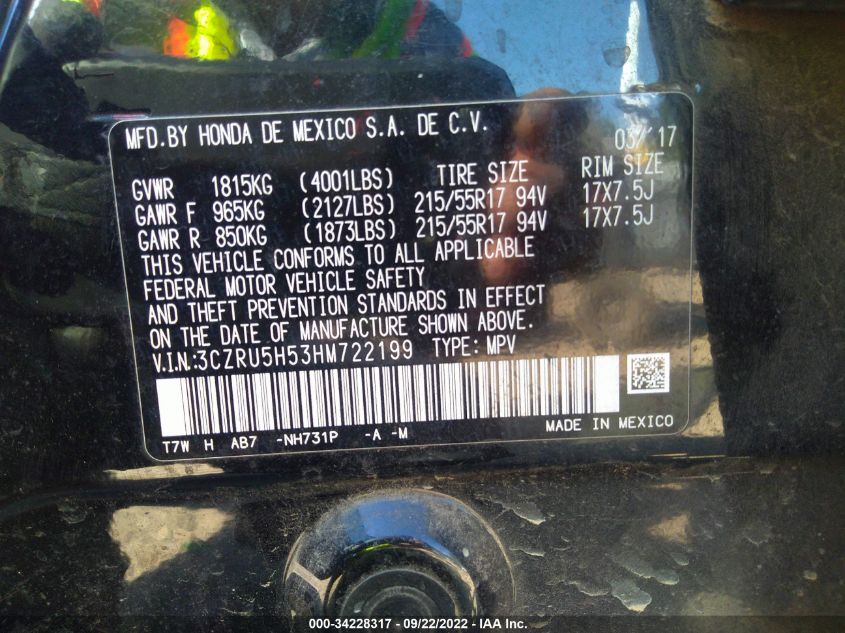 MFD.BY HONDA DE MEXICO S.A. DE C.V. 03/'17
GVWR 1815KG (4001LBS) TIRE SIZE RIM SIZE
GAWR F 965KG (2127LBS) 215/55R17 94V 17X7.5J
GAWR R 850KG (1873LBS) 215/55R17 94V 17X7.5J
THIS VEHICLE CONFORMS TO ALL APPLICABLE
FEDERAL MOTOR VEHICLE SAFETY
AND THEFT PREVENTION STANDARDS IN EFFECT
ON THE DATE OF MANUFACTURE SHOWN ABOVE.
V.I.N:3CZRU5H53HM722199 TYPE: MPV
T7W H AB7 -NH731P -A -M MADE IN MEXICO
000-34228317 - 09/22/2022 - IAA Inc.